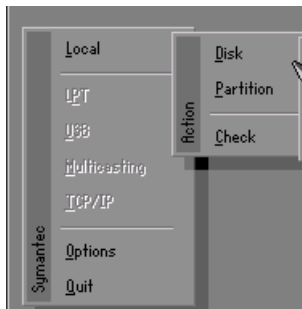 Local
LPT
USB
Multicasting
TCP/IP
Options
Quit
Symantec
Disk
Partition
Check
Action